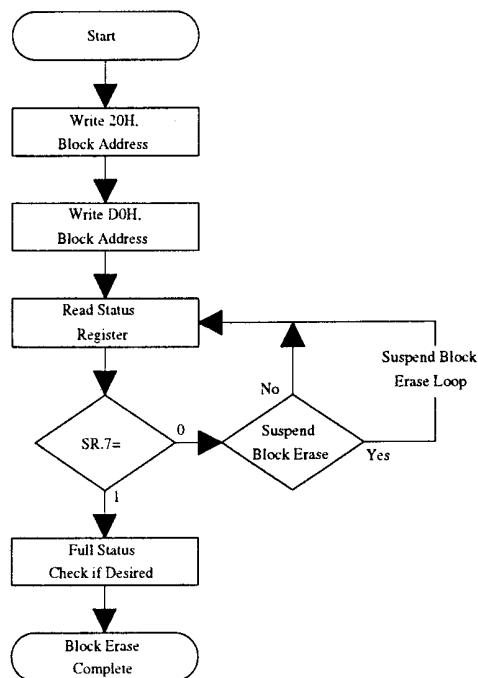 Start
Write 20H,
Block Address
Write D0H,
Block Address
Read Status
Register
Suspend Block
Erase Loop
No
SR.7=
0
Suspend
Block Erase
Yes
1
Full Status
Check if Desired
Block Erase
Complete